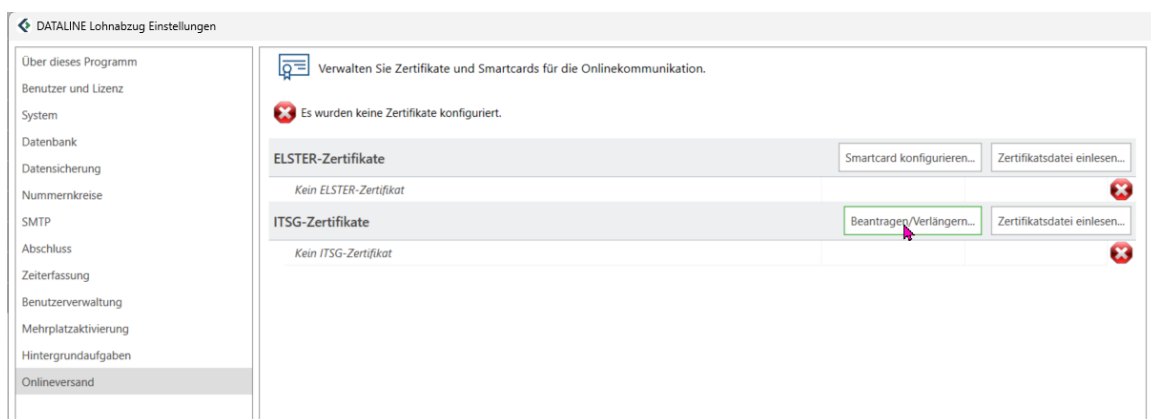 DATALINE Lohnabzug Einstellungen
Über dieses Programm
Benutzer und Lizenz
System
Datenbank
Datensicherung
Nummernkreise
SMTP
Abschluss
Zeiterfassung
Benutzerverwaltung
Mehrplatzaktivierung
Hintergrundaufgaben
Onlineversand
Verwalten Sie Zertifikate und Smartcards für die Onlinekommunikation.
Es wurden keine Zertifikate konfiguriert.
ELSTER-Zertifikate Smartcard konfigurieren... Zertifikatsdatei einlesen...
Kein ELSTER-Zertifikat
ITSG-Zertifikate Beantragen/Verlängern... Zertifikatsdatei einlesen...
Kein ITSG-Zertifikat